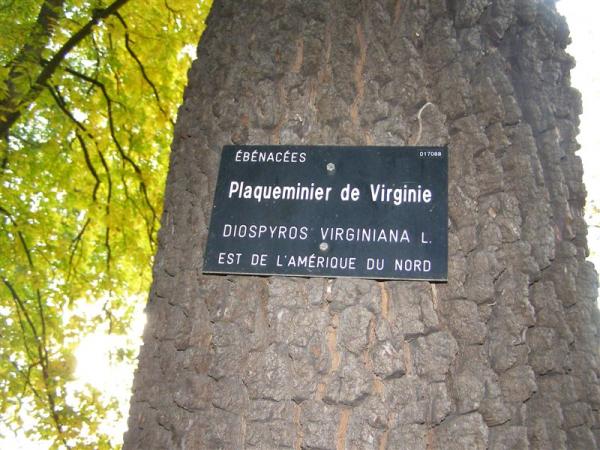 ÉBÉNACÉES 017088
Plaqueminier de Virginie
DIOSPYROS VIRGINIANA L.
EST DE L'AMÉRIQUE DU NORD